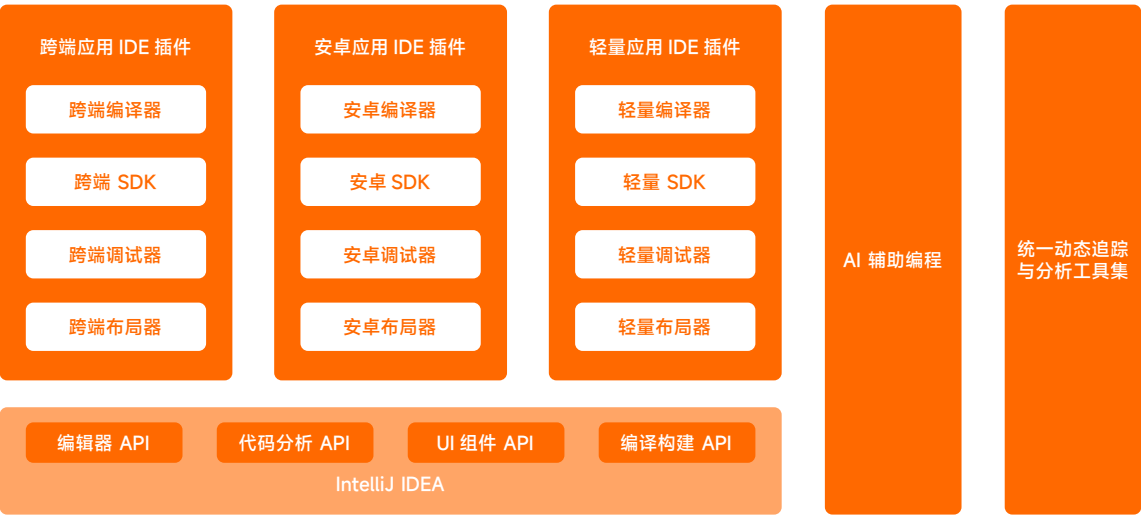 跨端应用 IDE 插件
跨端编译器
跨端 SDK
跨端调试器
跨端布局器
安卓应用 IDE 插件
安卓编译器
安卓 SDK
安卓调试器
安卓布局器
轻量应用 IDE 插件
轻量编译器
轻量 SDK
轻量调试器
轻量布局器
编辑器 API
代码分析 API
UI 组件 API
编译构建 API
IntelliJ IDEA
AI 辅助编程
统一动态追踪
与分析工具集